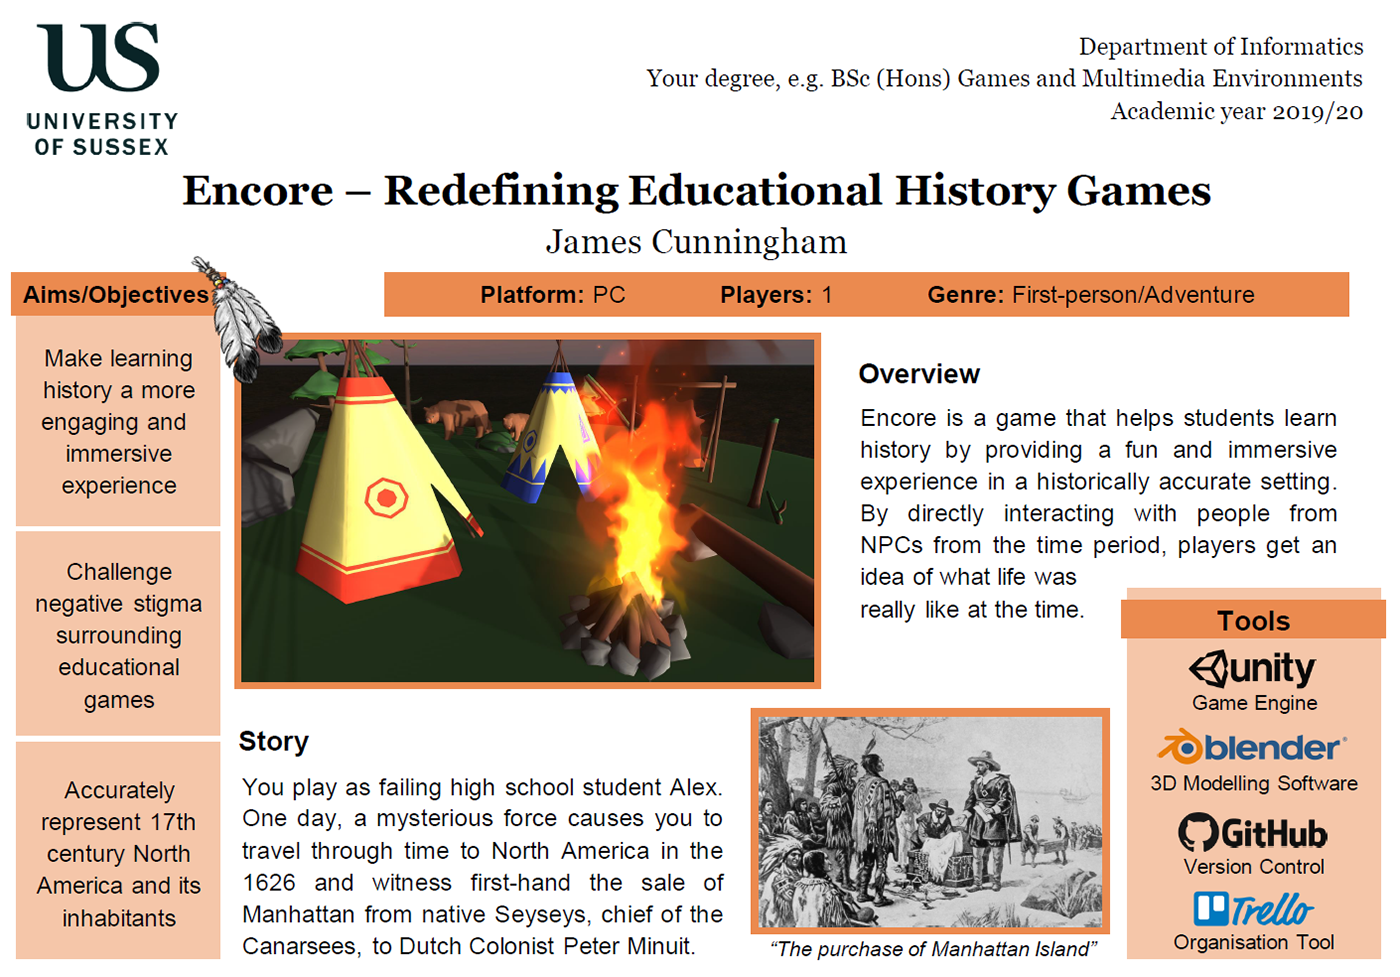 US
UNIVERSITY
OF SUSSEX
Department of Informatics
Your degree, e.g. BSc (Hons) Games and Multimedia Environments
Academic year 2019/20
Encore – Redefining Educational History Games
James Cunningham
Aims/Objectives
Platform: PC Players: 1 Genre: First-person/Adventure
Make learning
history a more
engaging and
immersive
experience
Challenge
negative stigma
surrounding
educational
games
Accurately
represent 17th
century North
America and its
inhabitants
Overview
Encore is a game that helps students learn
history by providing a fun and immersive
experience in a historically accurate setting.
By directly interacting with people from
NPCs from the time period, players get an
idea of what life was
really like at the time.
Story
You play as failing high school student Alex.
One day, a mysterious force causes you to
travel through time to North America in the
1626 and witness first-hand the sale of
Manhattan from native Seyseys, chief of the
Canarsees, to Dutch Colonist Peter Minuit.
“The purchase of Manhattan Island”
Tools
unity
Game Engine
blender
3D Modelling Software
GitHub
Version Control
Trello
Organisation Tool